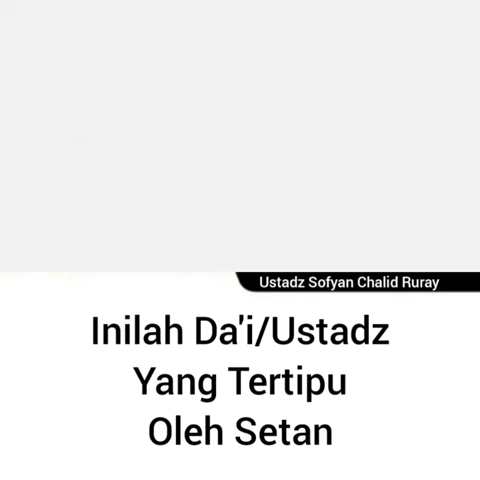 Ustadz Sofyan Chalid Ruray
Inilah Da'i/Ustadz
Yang Tertipu
Oleh Setan